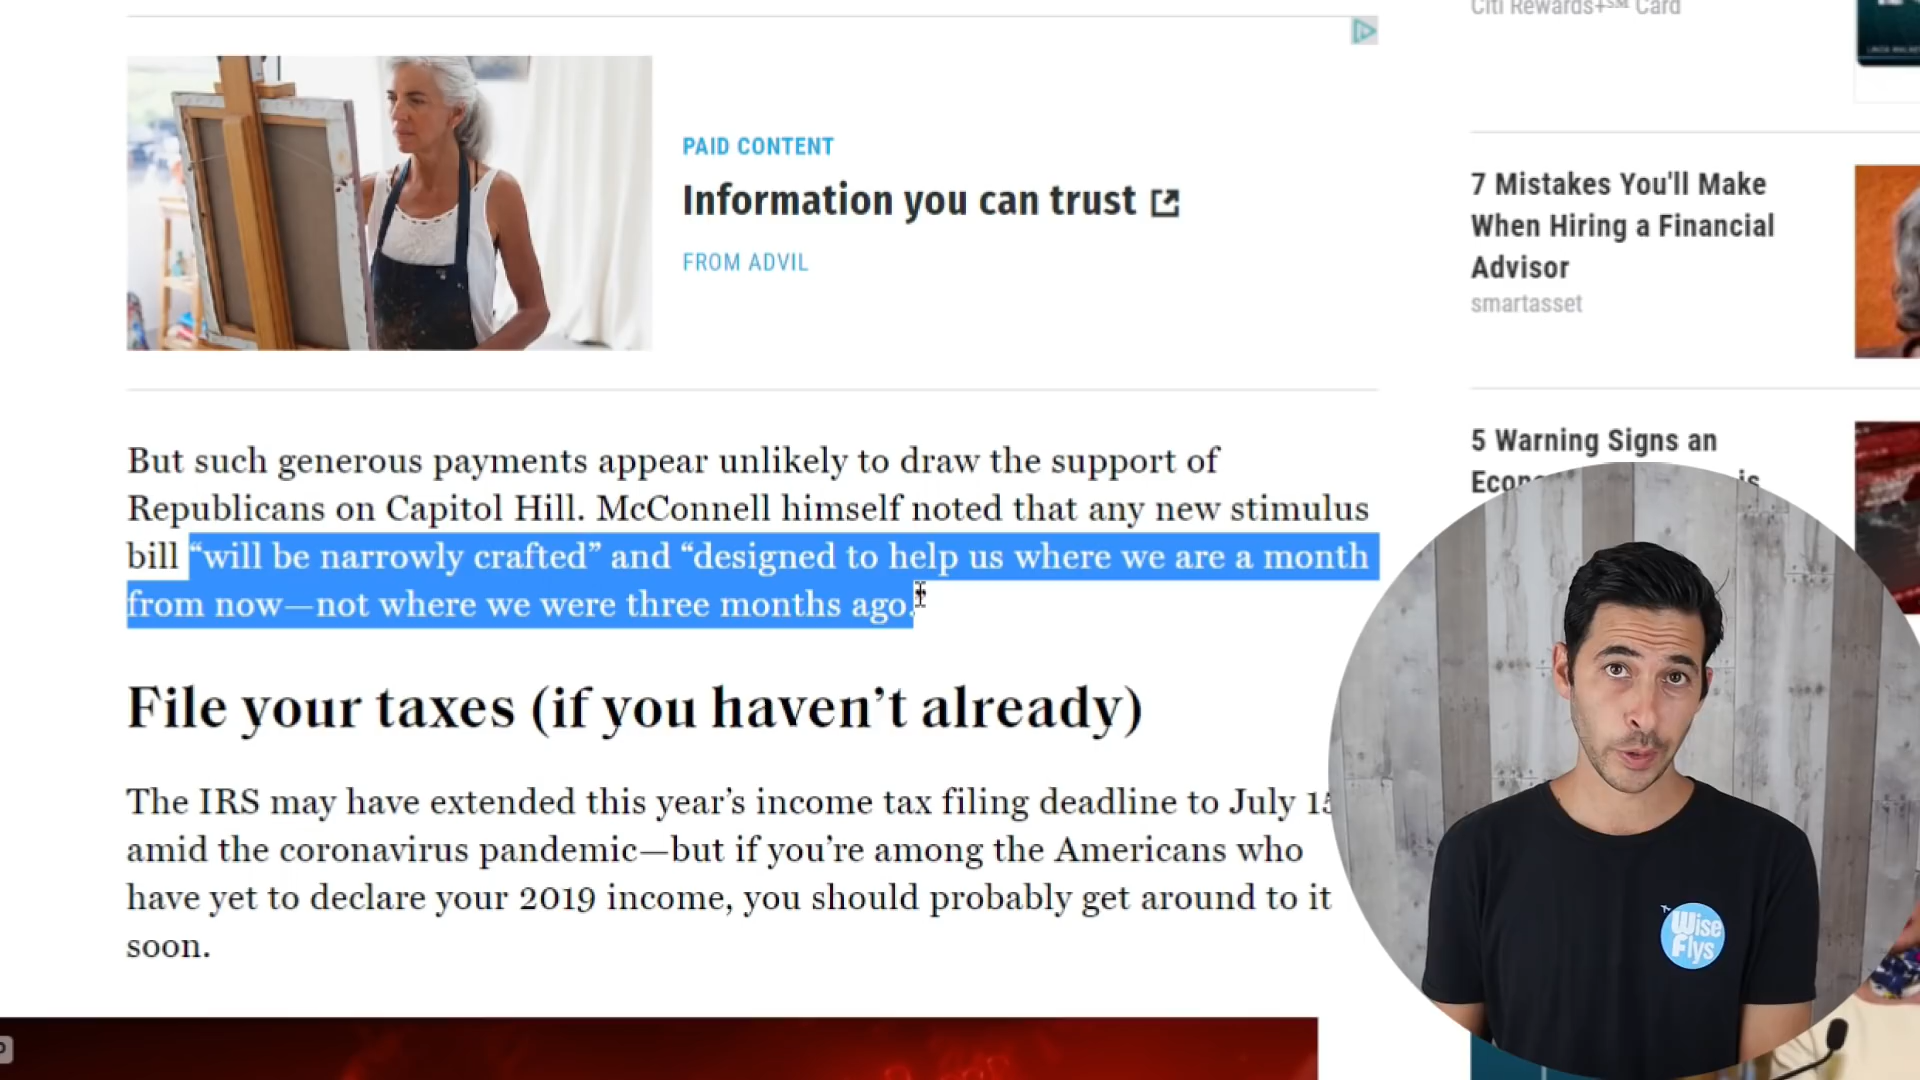 Citi Rewards+℠ Card
PAID CONTENT
Information you can trust
FROM ADVIL
7 Mistakes You'll Make
When Hiring a Financial
Advisor
smartasset
But such generous payments appear unlikely to draw the support of
Republicans on Capitol Hill. McConnell himself noted that any new stimulus
bill “will be narrowly crafted” and “designed to help us where we are a month
from now—not where we were three months ago.”
5 Warning Signs an
File your taxes (if you haven’t already)
The IRS may have extended this year’s income tax filing deadline to July 15
amid the coronavirus pandemic—but if you’re among the Americans who
have yet to declare your 2019 income, you should probably get around to it
soon.
Wise
Flys